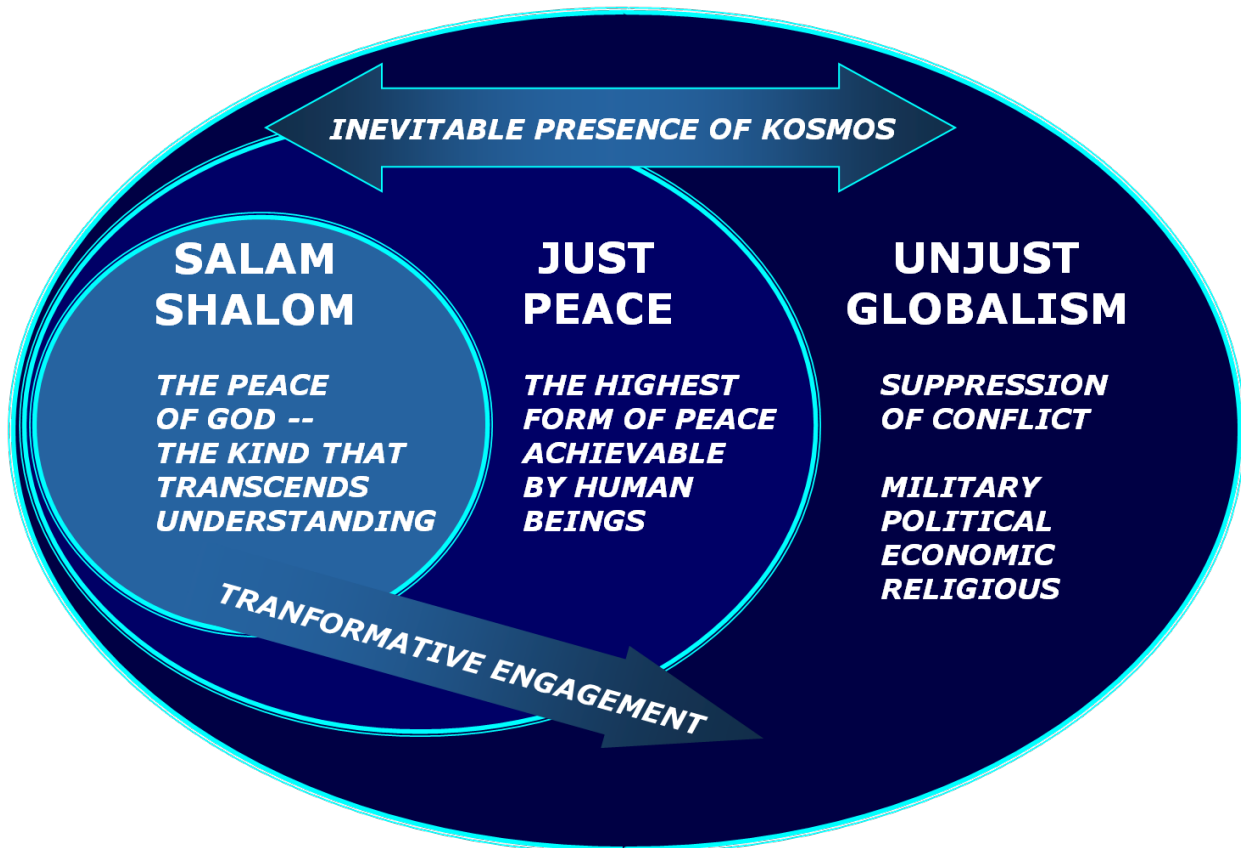 INEVITABLE PRESENCE OF KOSMOS
SALAM
SHALOM
THE PEACE
OF GOD --
THE KIND THAT
TRANSCENDS
UNDERSTANDING
JUST
PEACE
THE HIGHEST
FORM OF PEACE
ACHIEVABLE
BY HUMAN
BEINGS
UNJUST
GLOBALISM
SUPPRESSION
OF CONFLICT
MILITARY
POLITICAL
ECONOMIC
RELIGIOUS
TRANFORMATIVE ENGAGEMENT